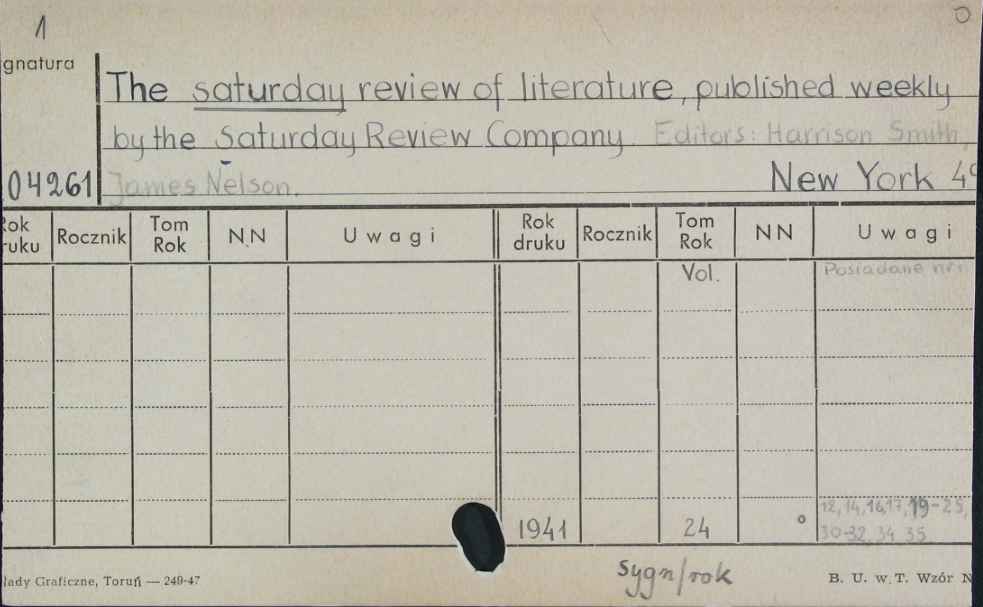 1
gnatura
The saturday review of literature, published weekly
by the Saturday Review Company. Editors: Harrison Smith,
04261 James Nelson. New York 4°
Rok druku Rocznik Tom Rok N.N Uwagi Rok druku Rocznik Tom Rok NN Uwagi
Vol. Posiadane
12, 14, 16, 17, 19-25,
1941 24 ° 30-32, 34, 35
sygn/rok
łady Graficzne, Toruń — 249-47 B. U. w T. Wzór N